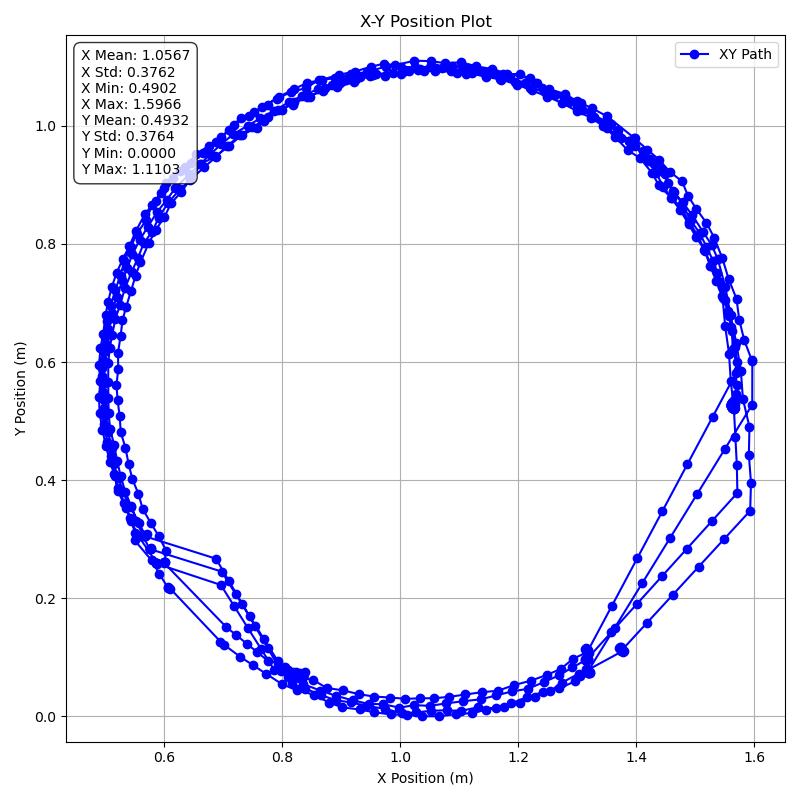 X-Y Position Plot
X Mean: 1.0567
X Std: 0.3762
X Min: 0.4902
X Max: 1.5966
Y Mean: 0.4932
Y Std: 0.3764
Y Min: 0.0000
Y Max: 1.1103
XY Path
1.0
0.8
0.6
0.4
0.2
0.0
Y Position (m)
0.6 0.8 1.0 1.2 1.4 1.6
X Position (m)